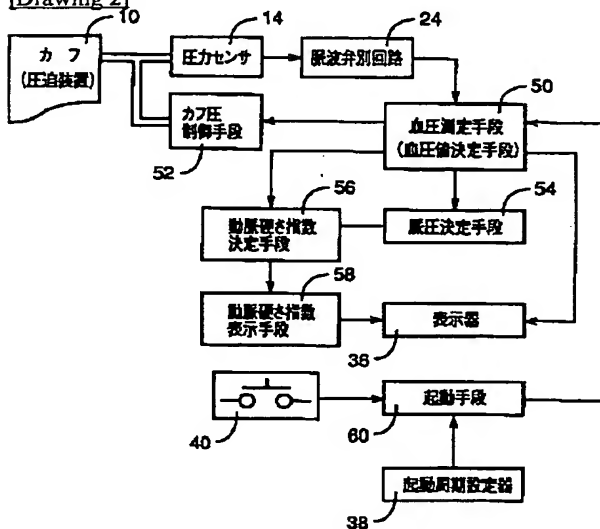 [Drawing 2]
10
14
24
カフ
(圧迫装置)
圧力センサ
脈波弁別回路
50
カフ圧
制御手段
血圧測定手段
(血圧値決定手段)
52
56
54
動脈硬さ指数
決定手段
脈圧決定手段
58
動脈硬さ指数
表示手段
表示器
36
40
起動手段
60
起動周期設定器
38